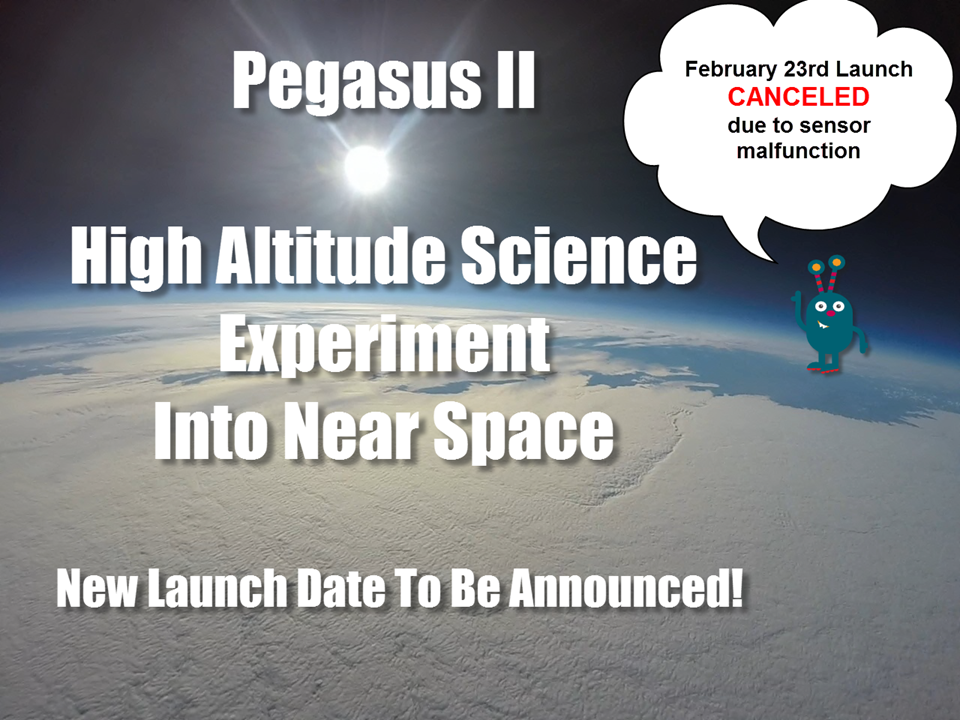 Pegasus II
February 23rd Launch
CANCELED
due to sensor
malfunction
High Altitude Science
Experiment
Into Near Space
New Launch Date To Be Announced!